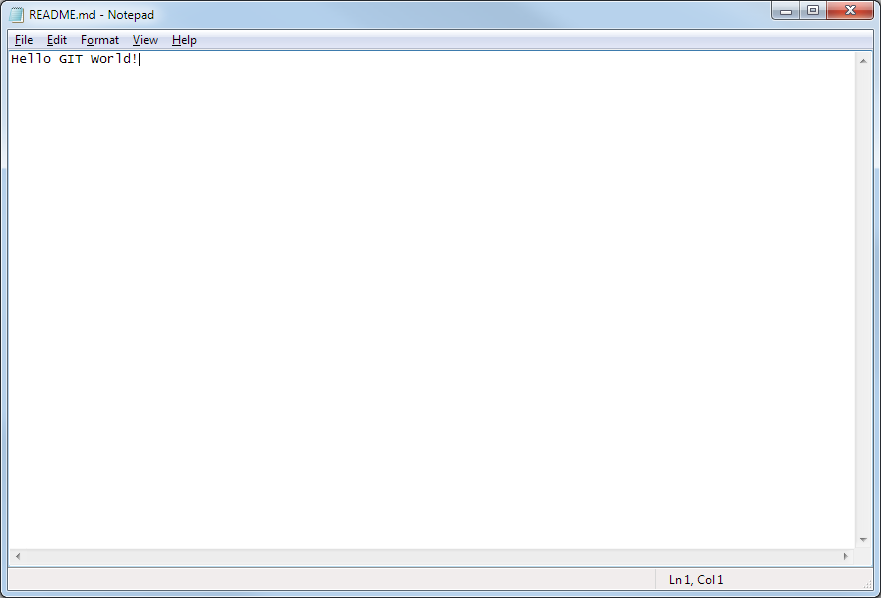 README.md - Notepad
File Edit Format View Help
Hello GIT World!
Ln 1, Col 1